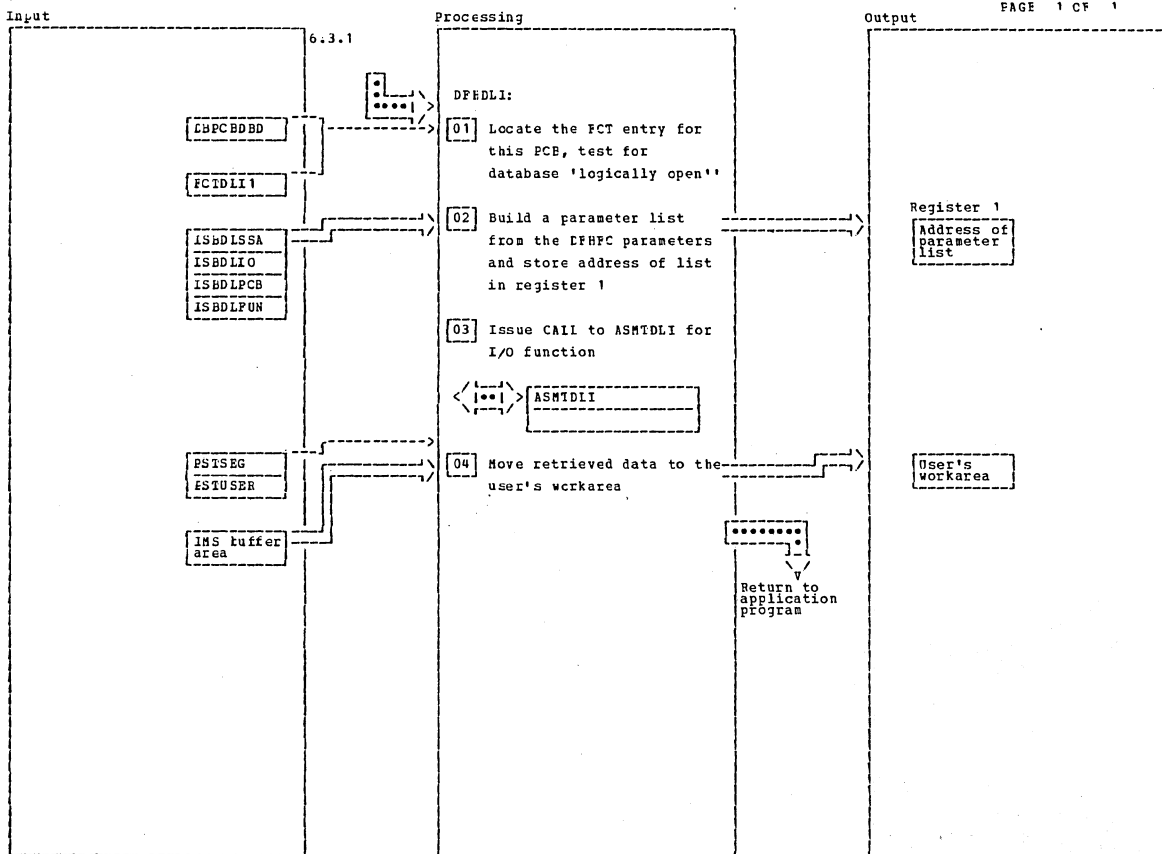 PAGE 1 OF 1
Input
Processing
Output
6.3.1
DFHDLI:
DBPCBDBD
01 Locate the FCT entry for
this PCB, test for
database 'logically open''
FCTDLI1
ISBDLSSA
ISBDLIO
ISBDLPCB
ISBDLFUN
02 Build a parameter list
from the DFHFC parameters
and store address of list
in register 1
Register 1
Address of
parameter
list
03 Issue CALL to ASMTDLI for
I/O function
ASMTDLI
PSTSEG
PSTUSER
04 Move retrieved data to the
user's workarea
User's
workarea
IMS buffer
area
Return to
application
program